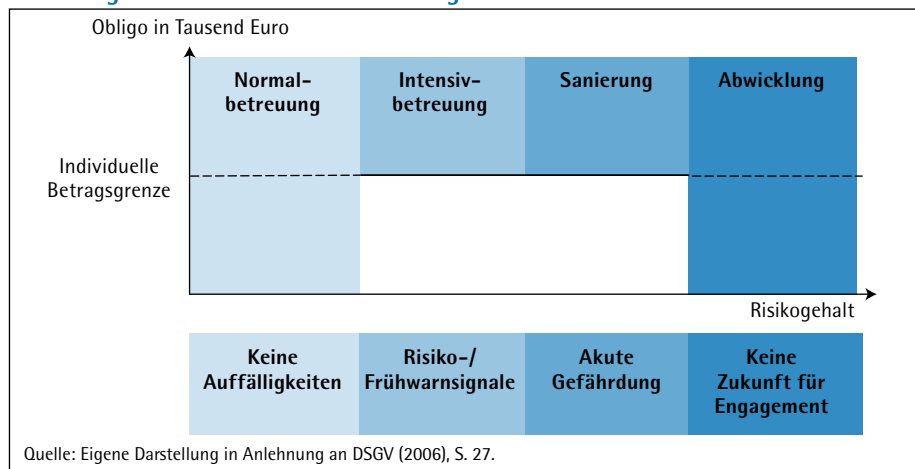 Obligo in Tausend Euro
Normal-
betreuung
Intensiv-
betreuung
Sanierung
Abwicklung
Individuelle
Betragsgrenze
Risikogehalt
Keine
Auffälligkeiten
Risiko-/
Frühwarnsignale
Akute
Gefährdung
Keine
Zukunft für
Engagement
Quelle: Eigene Darstellung in Anlehnung an DSGV (2006), S. 27.